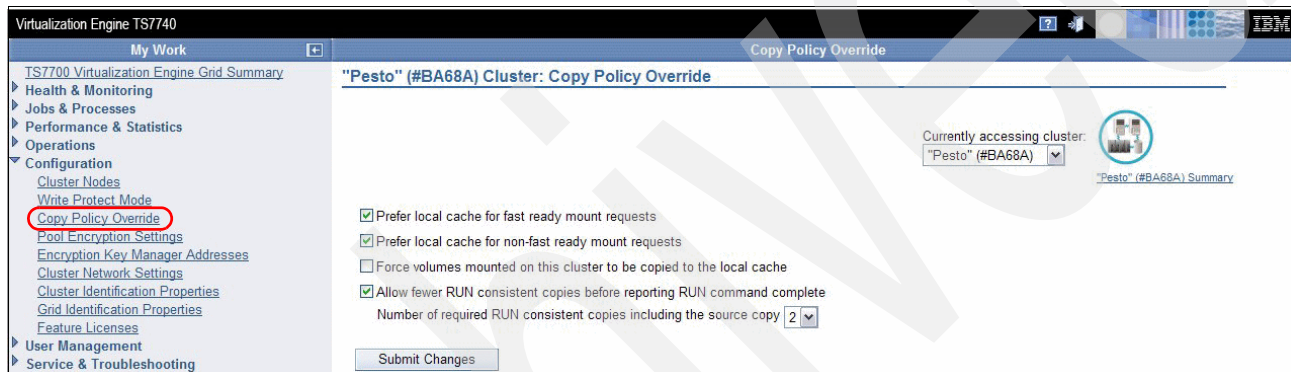 Virtualization Engine TS7740
? IBM
My Work
Copy Policy Override
TS7700 Virtualization Engine Grid Summary
Health & Monitoring
Jobs & Processes
Performance & Statistics
Operations
Configuration
Cluster Nodes
Write Protect Mode
Copy Policy Override
Pool Encryption Settings
Encryption Key Manager Addresses
Cluster Network Settings
Cluster Identification Properties
Grid Identification Properties
Feature Licenses
User Management
Service & Troubleshooting
"Pesto" (#BA68A) Cluster: Copy Policy Override
Currently accessing cluster:
"Pesto" (#BA68A)
"Pesto" (#BA68A) Summary
Prefer local cache for fast ready mount requests
Prefer local cache for non-fast ready mount requests
Force volumes mounted on this cluster to be copied to the local cache
Allow fewer RUN consistent copies before reporting RUN command complete
Number of required RUN consistent copies including the source copy 2
Submit Changes